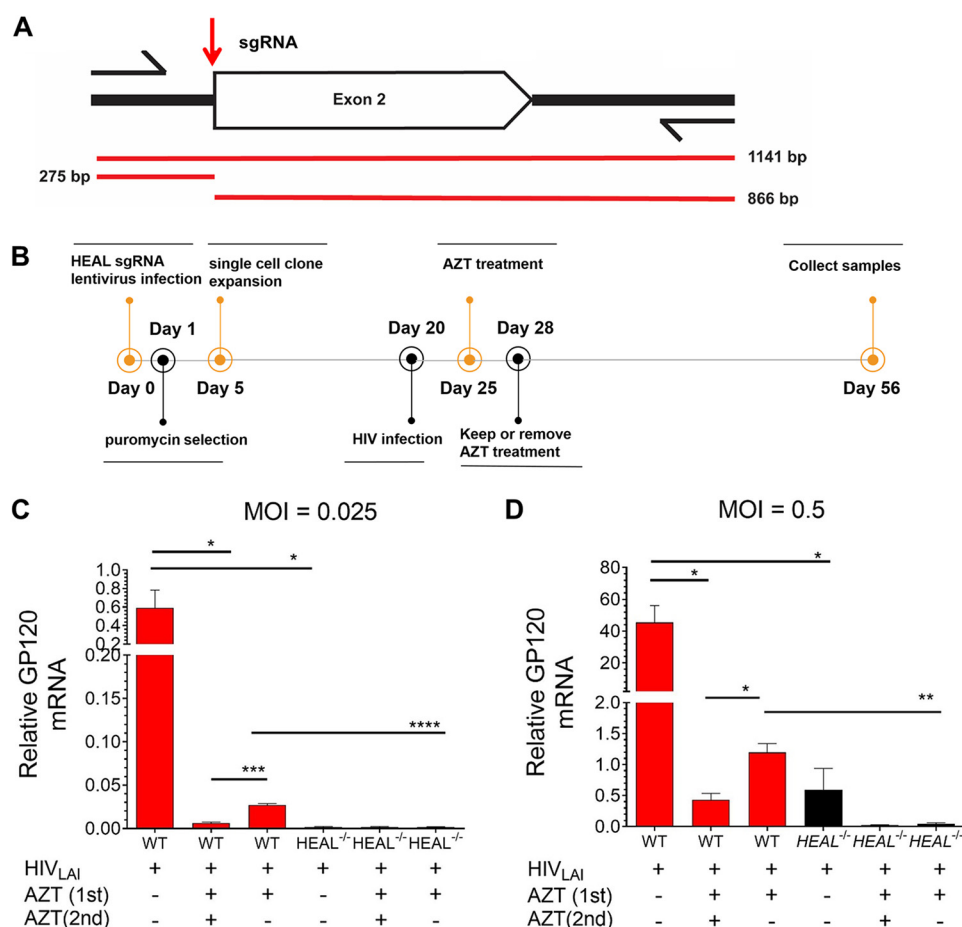 A
sgRNA
Exon 2
1141 bp
275 bp
866 bp
B
HEAL sgRNA
lentivirus infection
single cell clone
expansion
AZT treatment
Collect samples
Day 1
Day 20
Day 28
Day 0
Day 5
Day 25
Day 56
puromycin selection
HIV infection
Keep or remove
AZT treatment
C
MOI = 0.025
*
*
1.0
0.8
0.6
0.4
0.2
0.20
0.15
0.10
0.05
0.00
Relative GP120
mRNA
****
***
WT WT WT HEAL-/- HEAL-/- HEAL-/-
HIVLAI + + + + + +
AZT (1st) - + + - + +
AZT(2nd) - + - - + -
D
MOI = 0.5
*
*
80
60
40
20
2.0
1.5
1.0
0.5
0.0
Relative GP120
mRNA
*
**
WT WT WT HEAL-/- HEAL-/- HEAL-/-
HIVLAI + + + + + +
AZT (1st) - + + - + +
AZT(2nd) - + - - + -